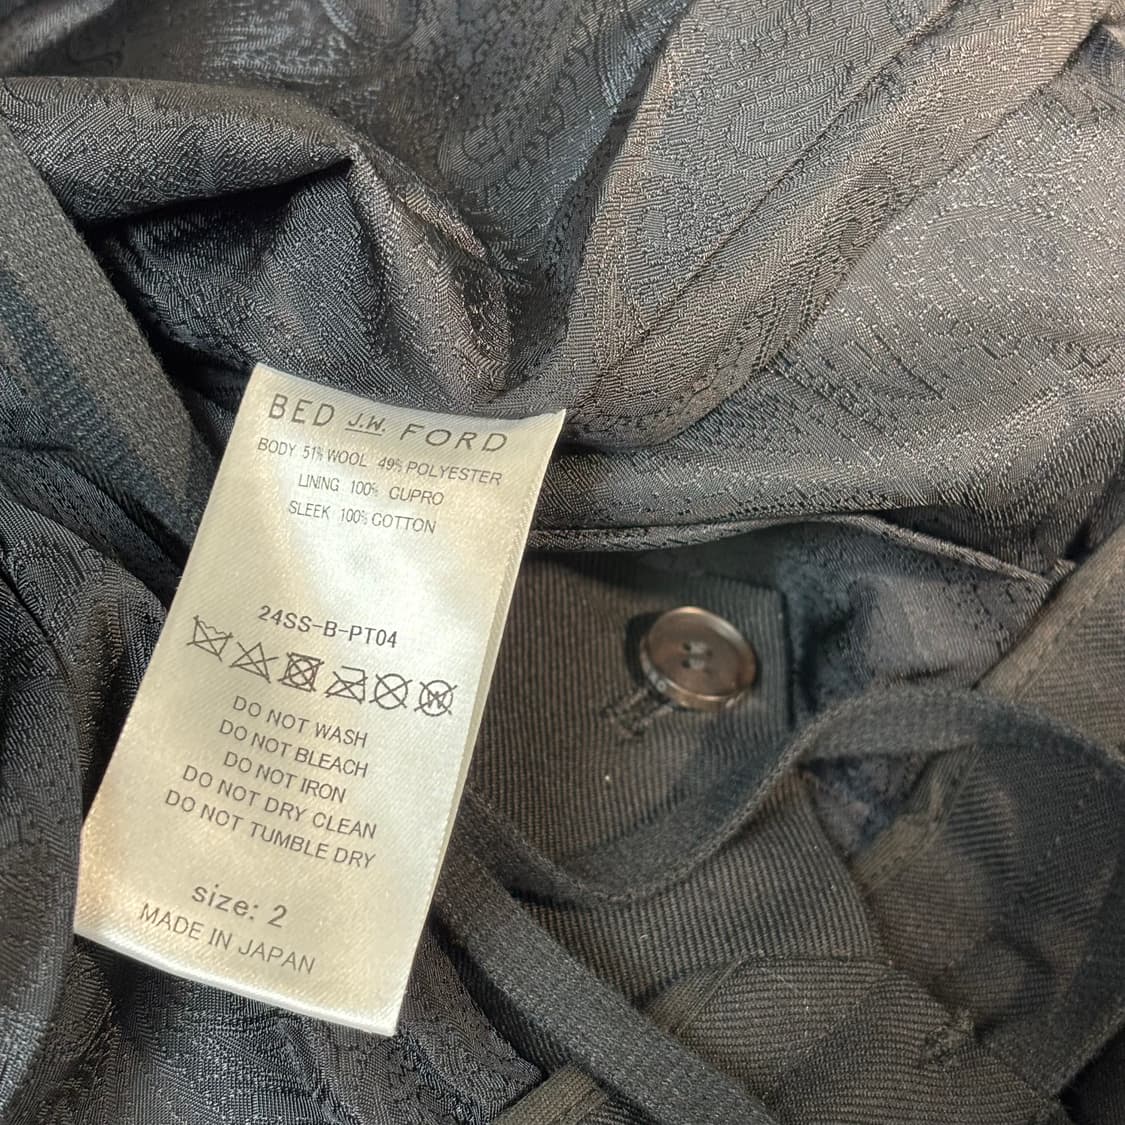 BED J.W. FORD
BODY 51% WOOL 49% POLYESTER
LINING 100% CUPRO
SLEEK 100% COTTON
24SS-B-PT04
W
DO NOT WASH
DO NOT BLEACH
DO NOT IRON
DO NOT DRY CLEAN
DO NOT TUMBLE DRY
size: 2
MADE IN JAPAN